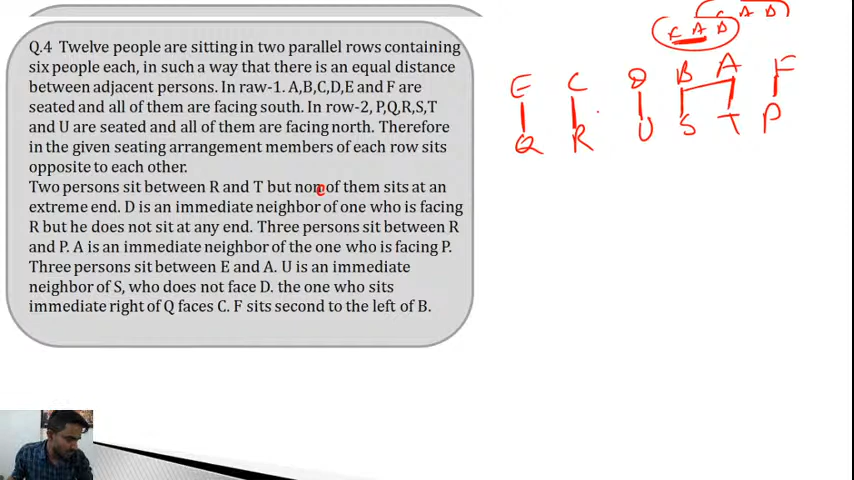 Q.4 Twelve people are sitting in two parallel rows containing
six people each, in such a way that there is an equal distance
between adjacent persons. In raw-1. A,B,C,D,E and F are
seated and all of them are facing south. In row-2, P,Q,R,S,T
and U are seated and all of them are facing north. Therefore
in the given seating arrangement members of each row sits
opposite to each other.
Two persons sit between R and T but none of them sits at an
extreme end. D is an immediate neighbor of one who is facing
R but he does not sit at any end. Three persons sit between R
and P. A is an immediate neighbor of the one who is facing P.
Three persons sit between E and A. U is an immediate
neighbor of S, who does not face D. the one who sits
immediate right of Q faces C. F sits second to the left of B.
E C D B A F
Q R U S T P